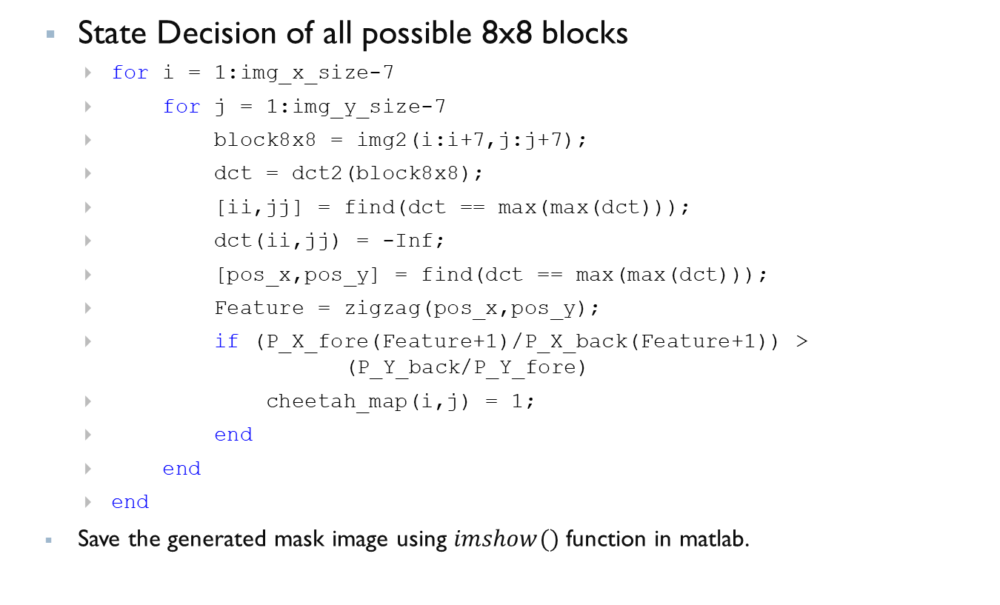 State Decision of all possible 8x8 blocks
for i = 1:img_x_size-7
for j = 1:img_y_size-7
block8x8 = img2(i:i+7,j:j+7);
dct = dct2(block8x8);
[ii,jj] = find(dct == max(max(dct)));
dct(ii,jj) = -Inf;
[pos_x,pos_y] = find(dct == max(max(dct)));
Feature = zigzag(pos_x,pos_y);
if (P_X_fore(Feature+1)/P_X_back(Feature+1)) >
(P_Y_back/P_Y_fore)
cheetah_map(i,j) = 1;
end
end
end
Save the generated mask image using imshow() function in matlab.